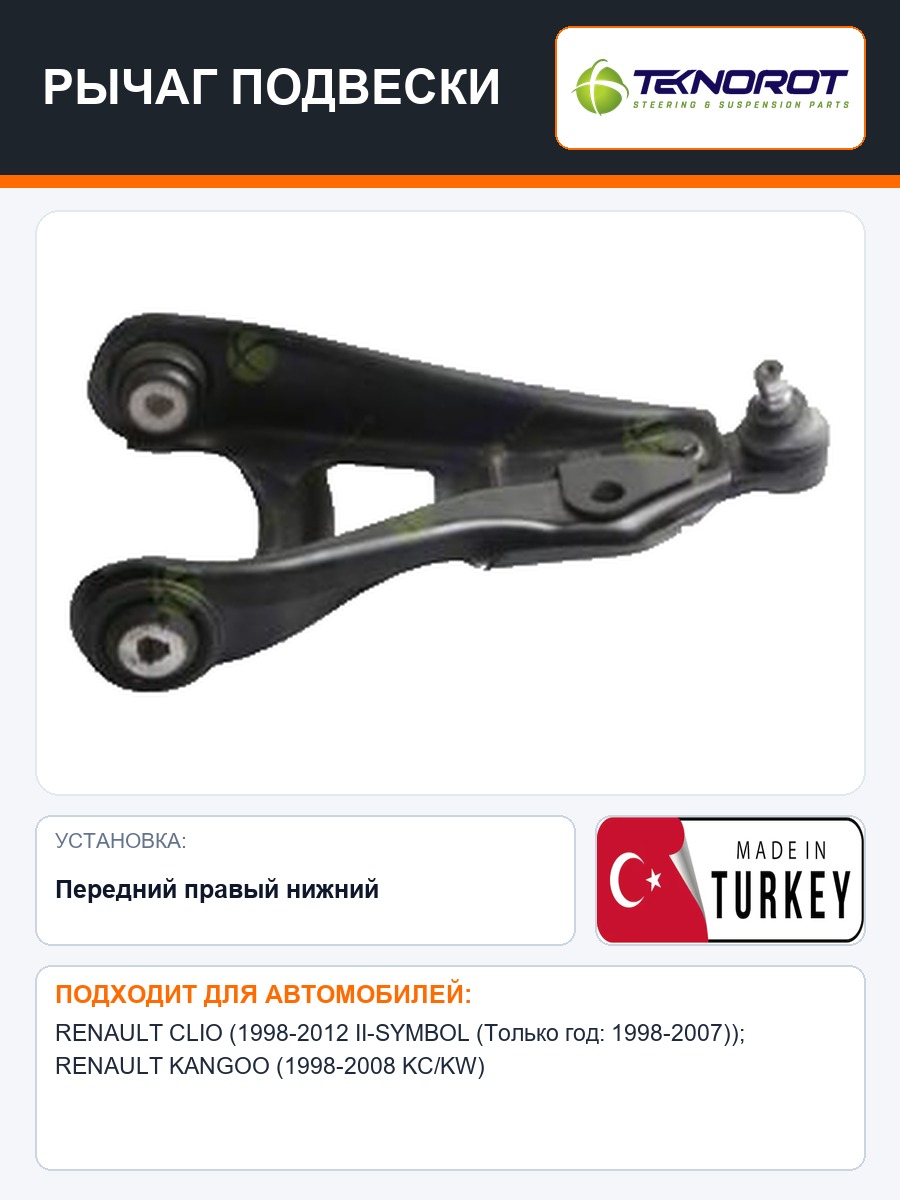 РЫЧАГ ПОДВЕСКИ
TEKNOROT
STEERING & SUSPENSION PARTS
УСТАНОВКА:
Передний правый нижний
MADE IN
TURKEY
ПОДХОДИТ ДЛЯ АВТОМОБИЛЕЙ:
RENAULT CLIO (1998-2012 II-SYMBOL (Только год: 1998-2007));
RENAULT KANGOO (1998-2008 KC/KW)